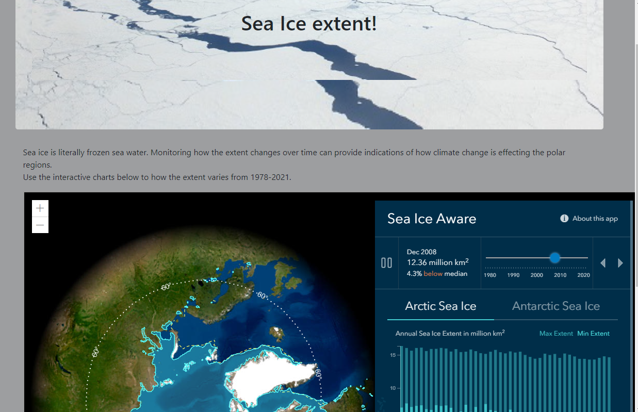 Sea Ice extent!
Sea ice is literally frozen sea water. Monitoring how the extent changes over time can provide indications of how climate change is effecting the polar
regions.
Use the interactive charts below to how the extent varies from 1978-2021.
+
−
Sea Ice Aware
i About this app
Dec 2008
12.36 million km²
4.3% below median
1980 1990 2000 2010 2020
Arctic Sea Ice Antarctic Sea Ice
Annual Sea Ice Extent in million km² Max Extent Min Extent
15
10
-60°
-60°
60°